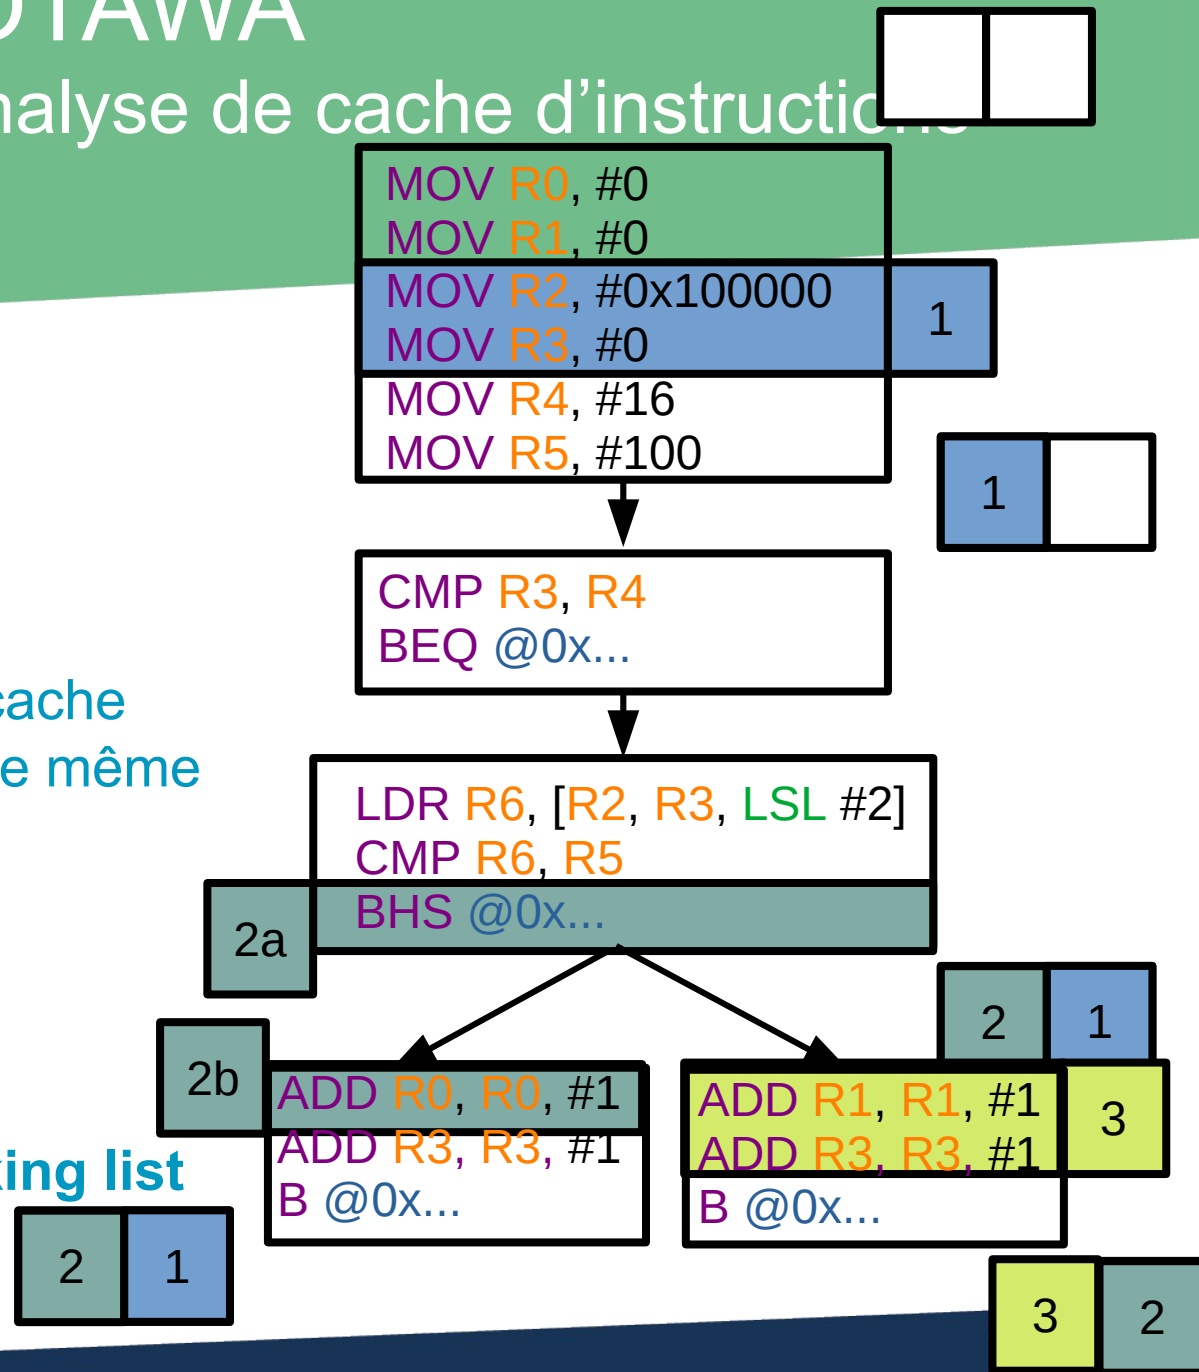 OTAWA
nalyse de cache d'instructions
MOV R0, #0
MOV R1, #0
MOV R2, #0x100000
MOV R3, #0
1
MOV R4, #16
MOV R5, #100
1
CMP R3, R4
BEQ @0x...
cache
e même
LDR R6, [R2, R3, LSL #2]
CMP R6, R5
BHS @0x...
2a
2 1
2b
ADD R0, R0, #1
ADD R3, R3, #1
B @0x...
ADD R1, R1, #1
ADD R3, R3, #1
B @0x...
3
king list
2 1
3 2